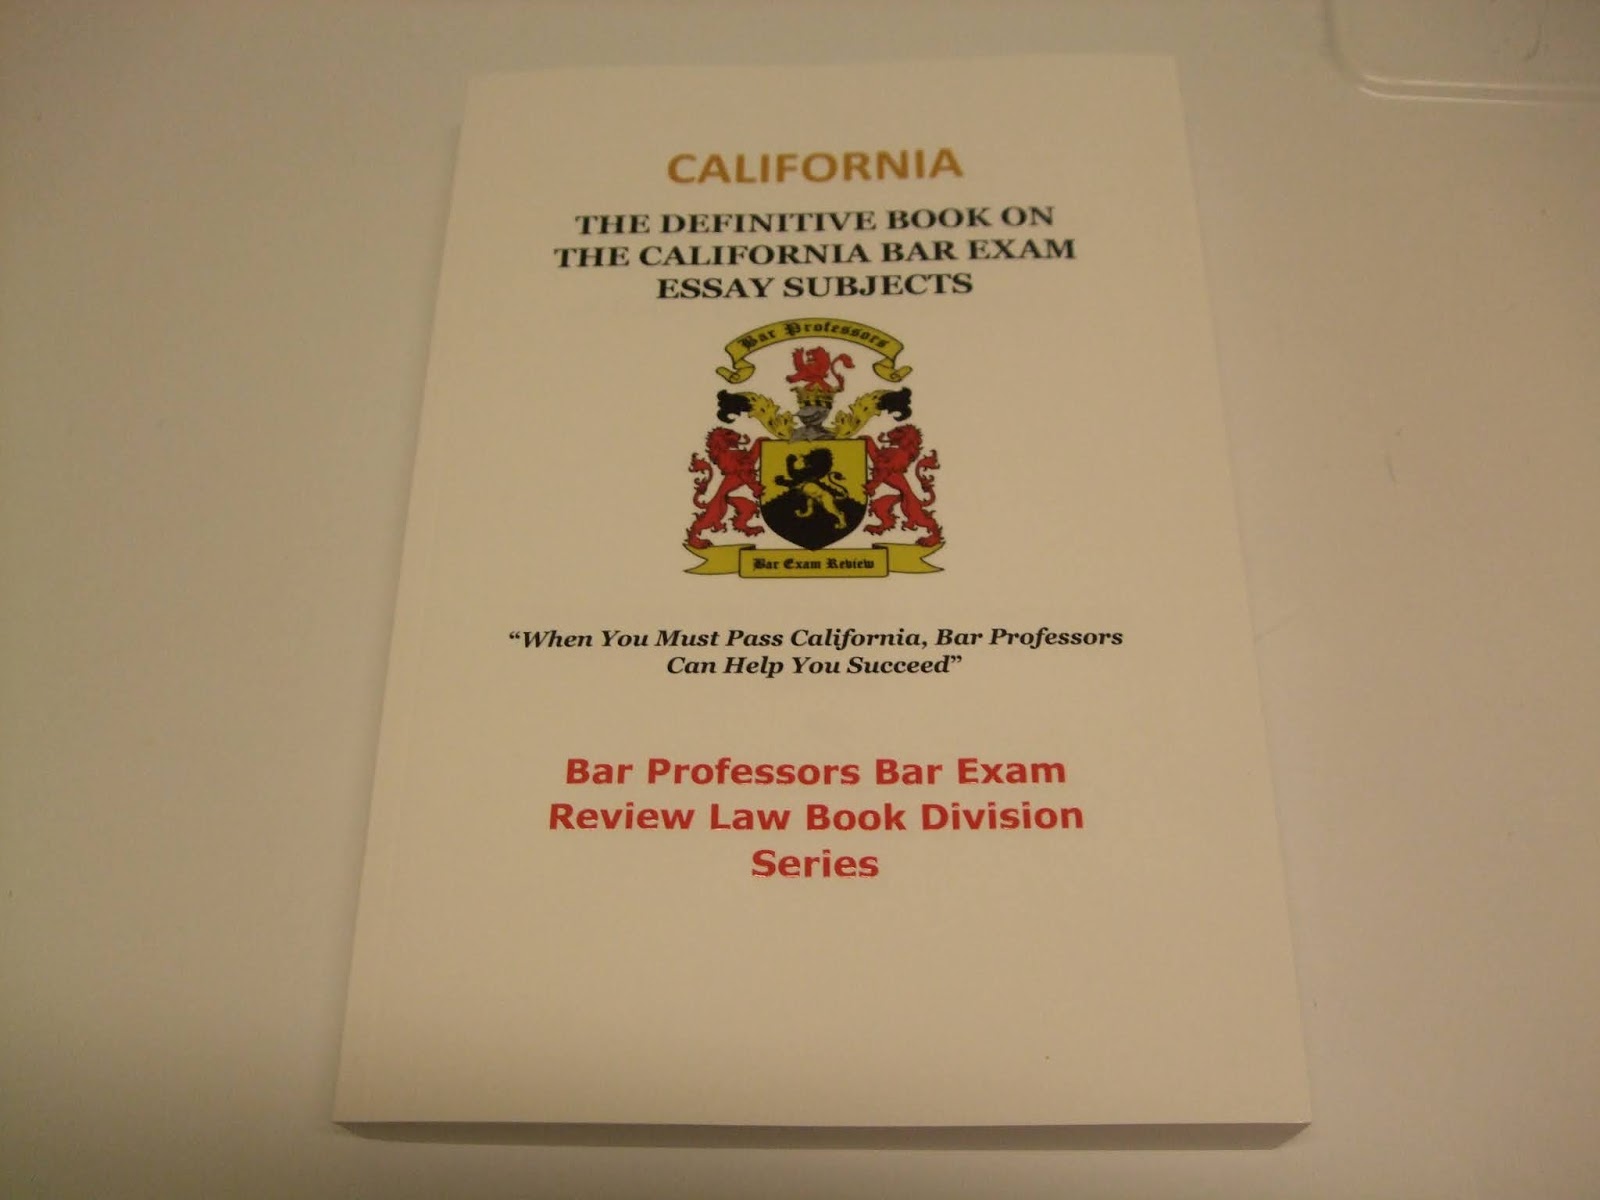 CALIFORNIA
THE DEFINITIVE BOOK ON
THE CALIFORNIA BAR EXAM
ESSAY SUBJECTS
Bar Professors
Bar Exam Review
“When You Must Pass California, Bar Professors
Can Help You Succeed”
Bar Professors Bar Exam
Review Law Book Division
Series